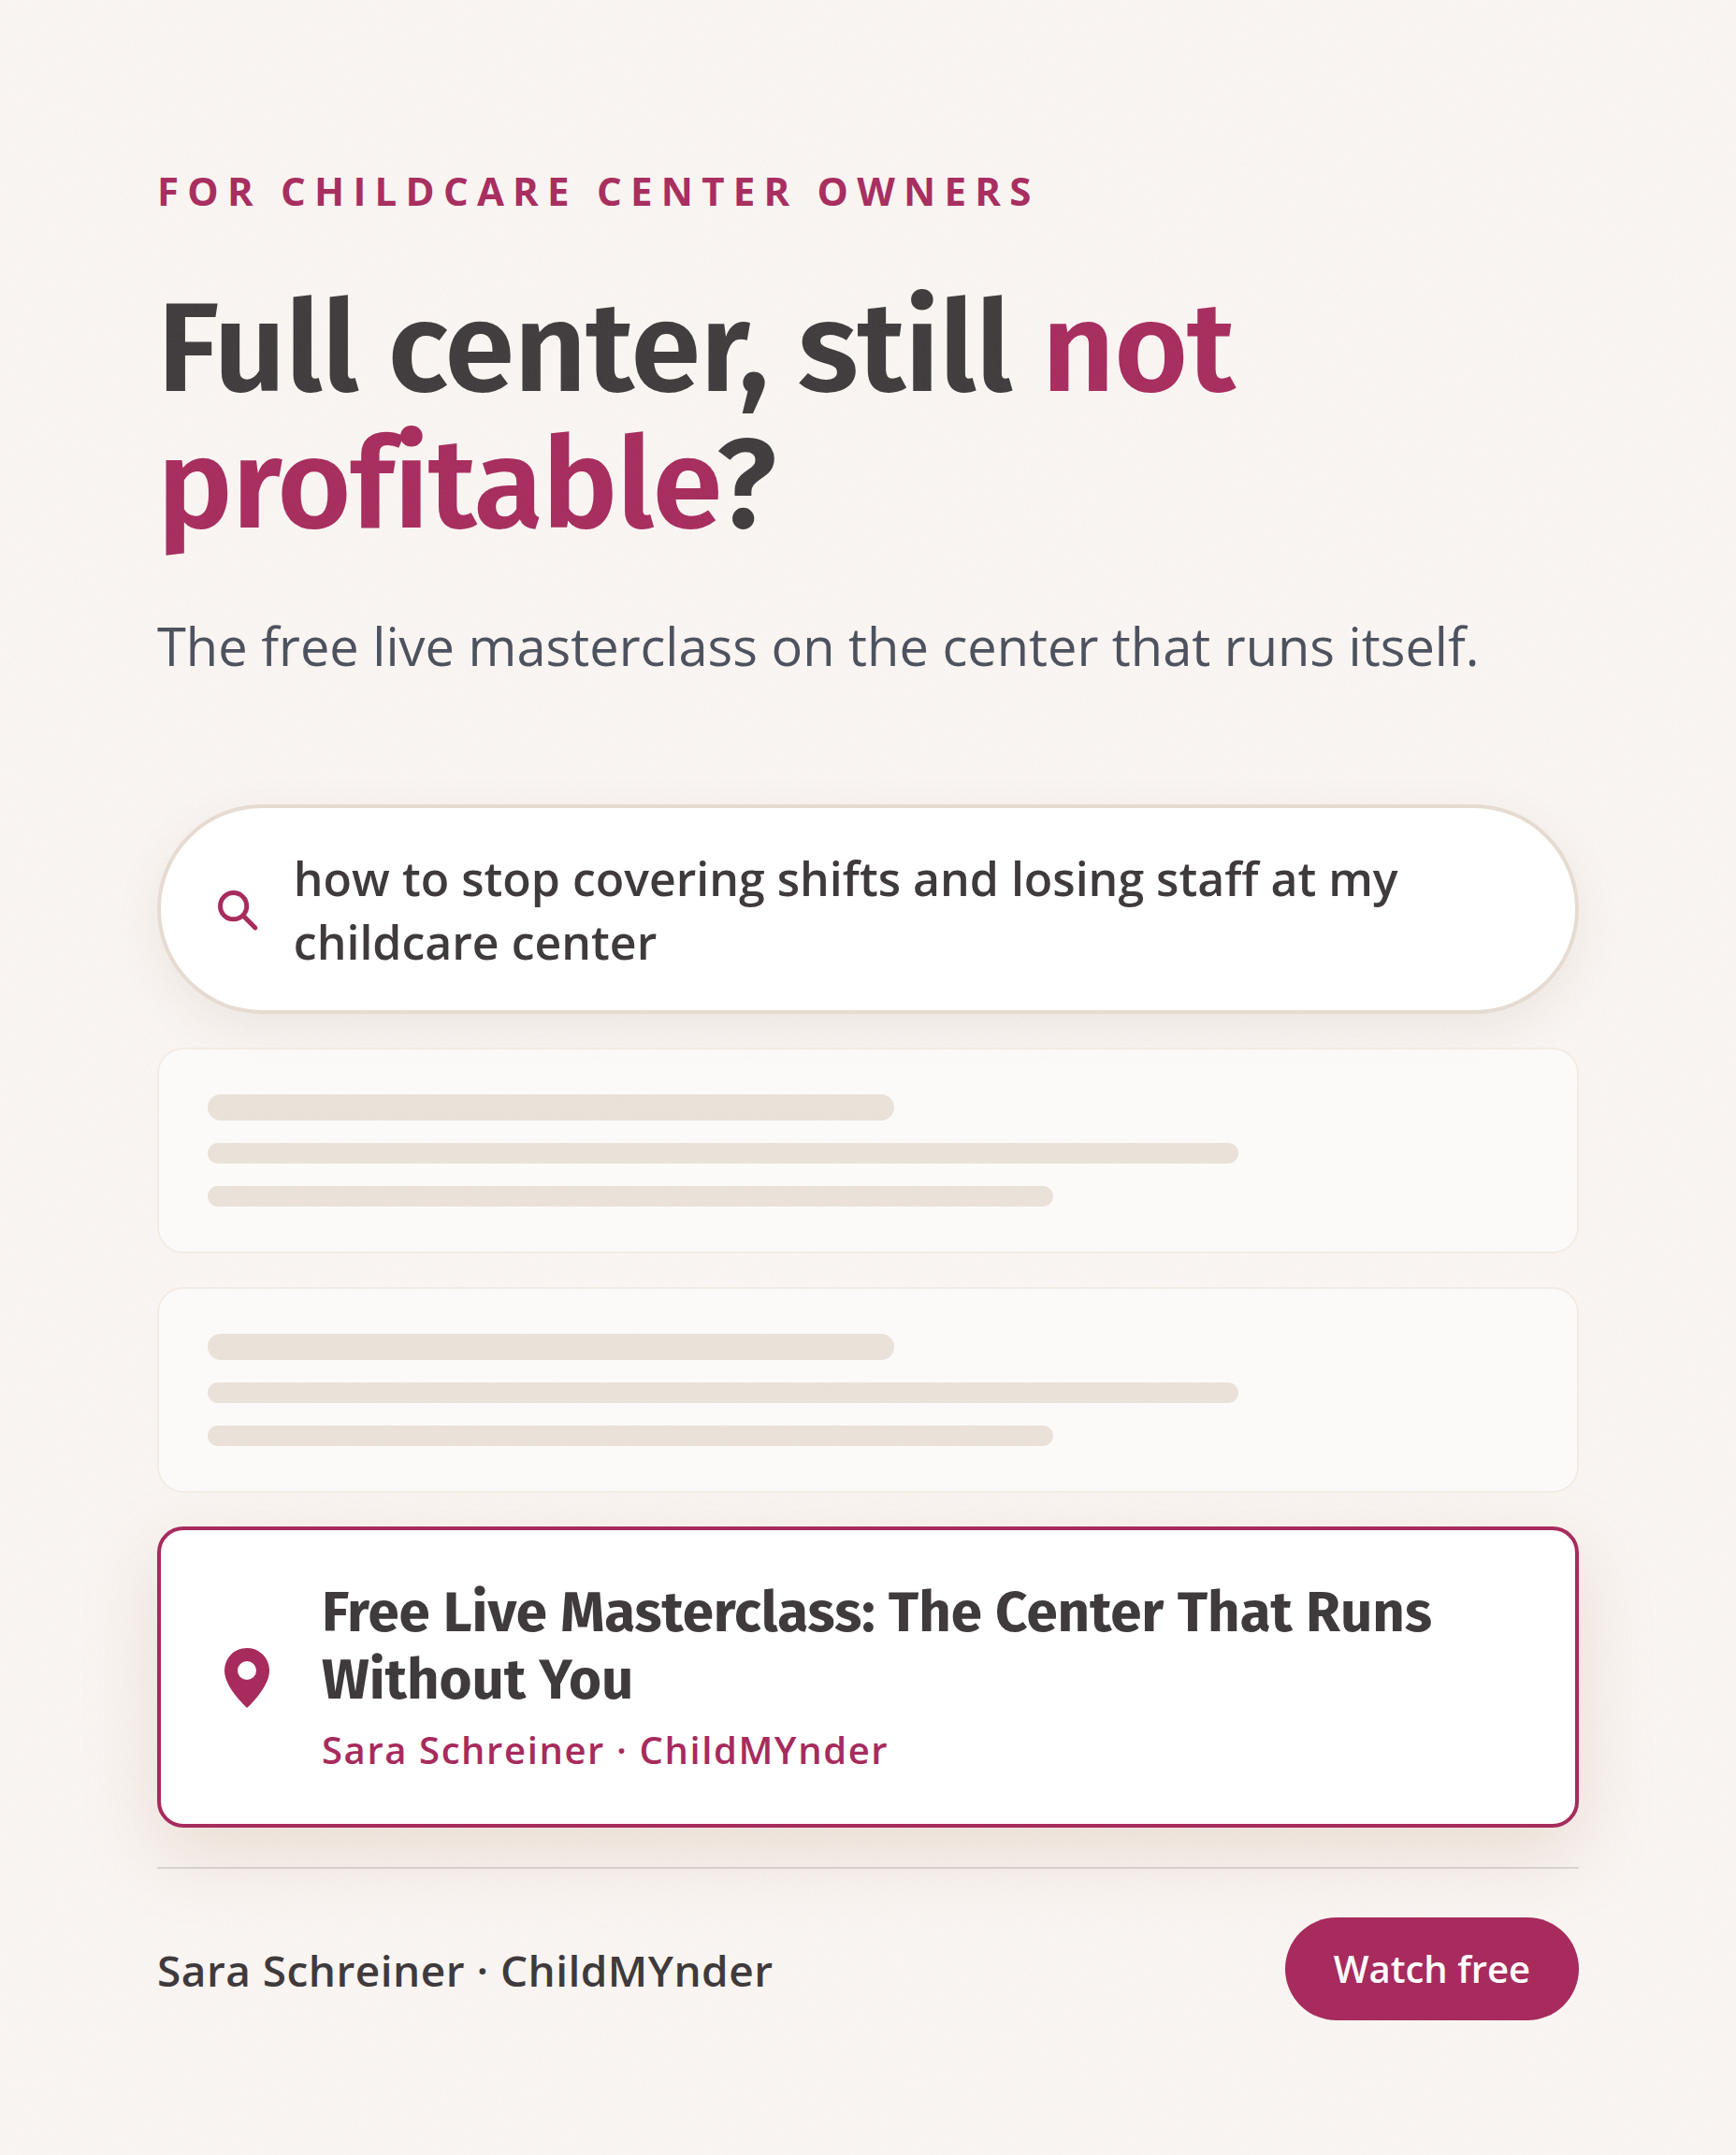 FOR CHILDCARE CENTER OWNERS
Full center, still not
profitable?
The free live masterclass on the center that runs itself.
how to stop covering shifts and losing staff at my
childcare center
Free Live Masterclass: The Center That Runs
Without You
Sara Schreiner · ChildMYnder
Sara Schreiner · ChildMYnder
Watch free